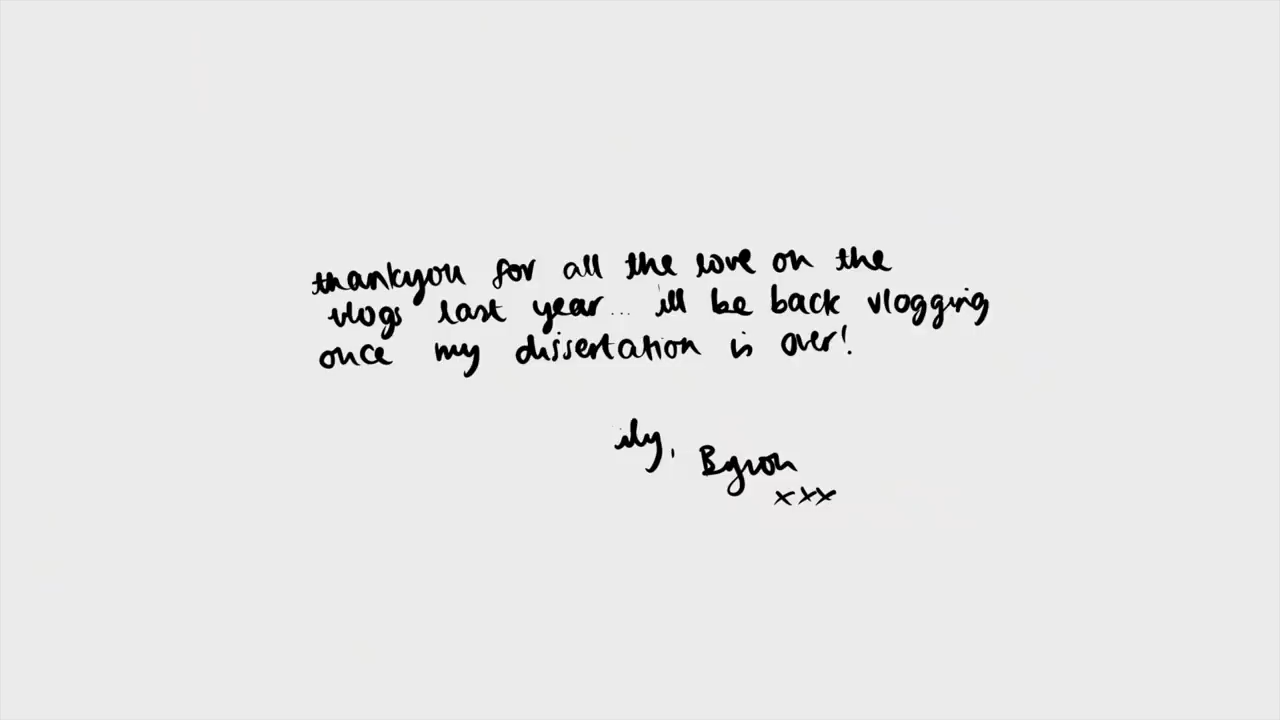 thankyou for all the love on the
vlogs last year... ill be back vlogging
once my dissertation is over!
ily,
Byron
xxx